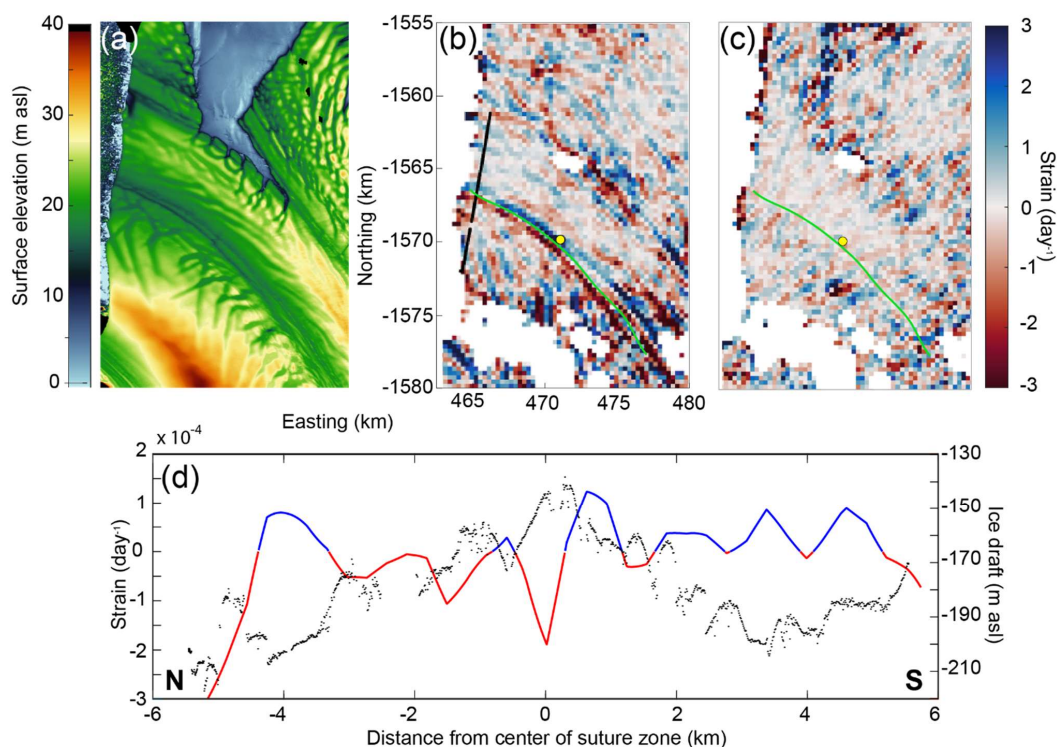 (a)
(b)
(c)
Surface elevation (m asl)
40
30
20
10
0
Northing (km)
-1555
-1560
-1565
-1570
-1575
-1580
465
470
475
480
Easting (km)
3
2
1
0
-1
-2
-3
Strain (day⁻¹)
x 10⁻⁴
(d)
Strain (day⁻¹)
2
1
0
-1
-2
-3
-130
-150
-170
-190
-210
Ice draft (m asl)
N
S
-6
-4
-2
0
2
4
6
Distance from center of suture zone (km)